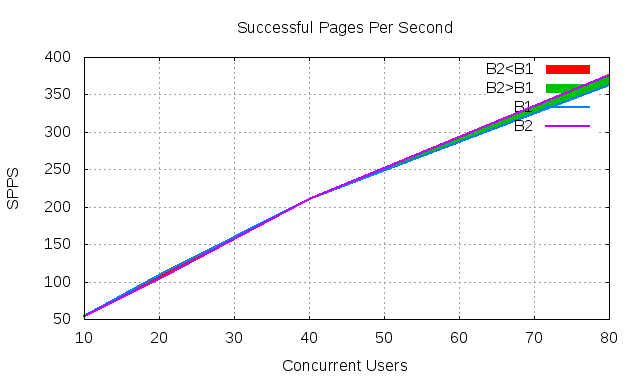 Successful Pages Per Second
400
350
300
250
200
150
100
50
SPPS
B2<B1
B2>B1
B1
B2
10 20 30 40 50 60 70 80
Concurrent Users